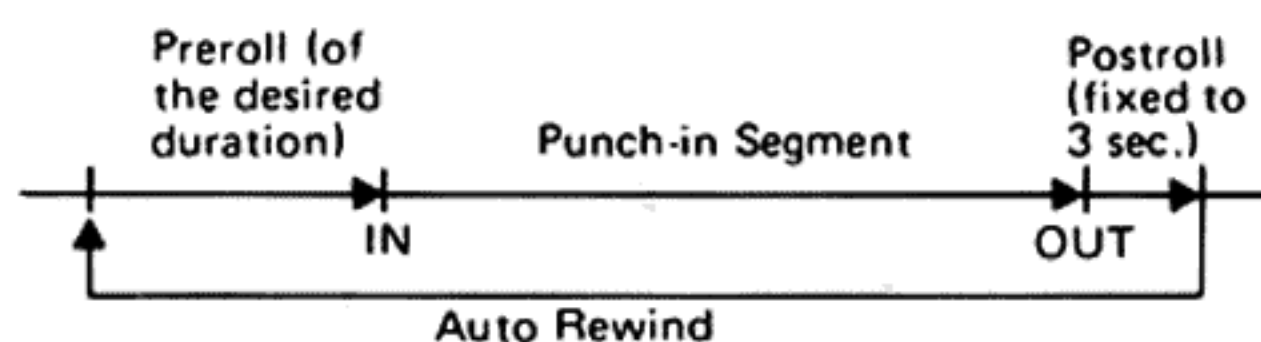 Preroll (of
the desired
duration)
Punch-in Segment
Postroll
(fixed to
3 sec.)
IN
OUT
Auto Rewind